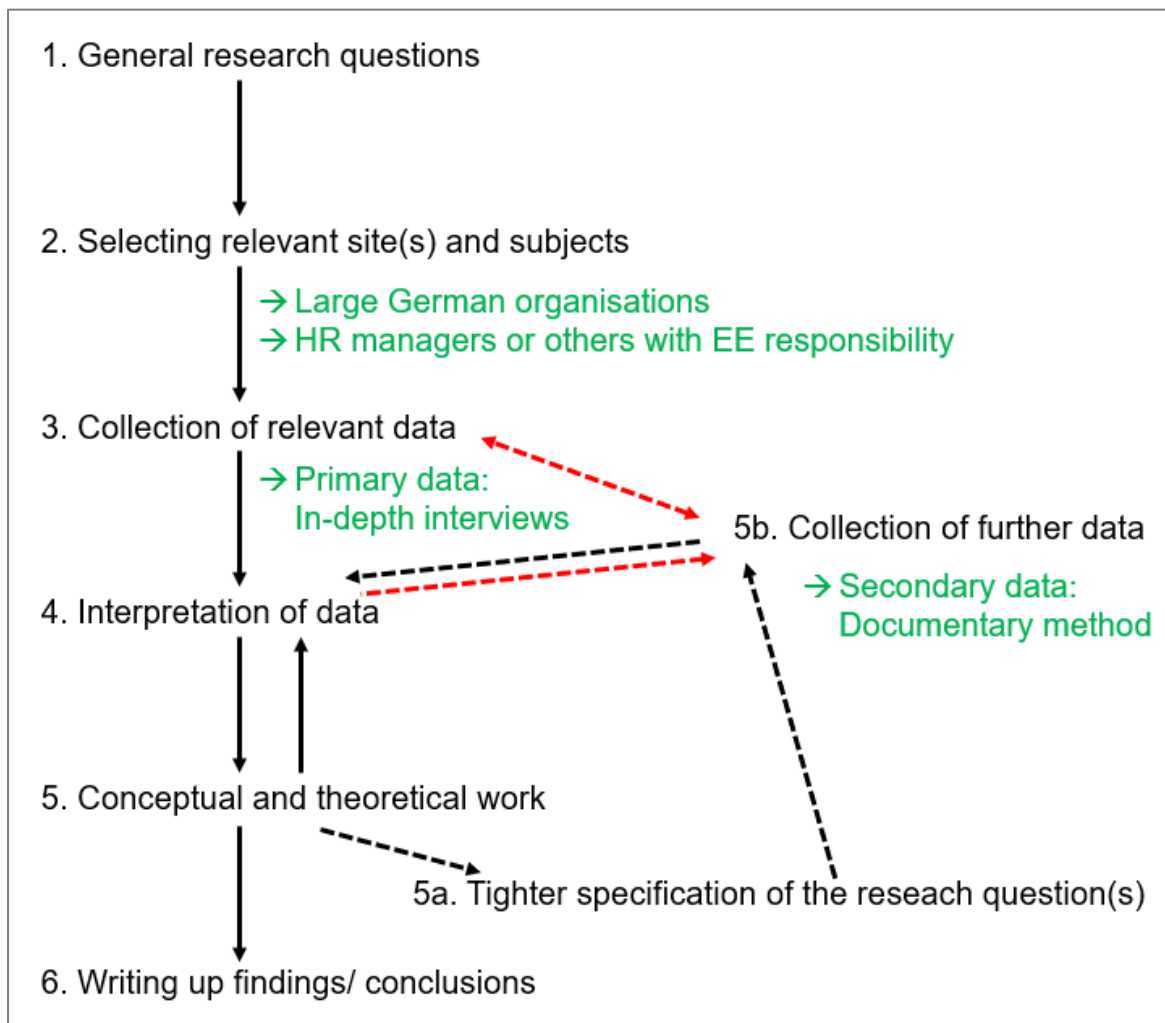 1. General research questions
2. Selecting relevant site(s) and subjects
→ Large German organisations
→ HR managers or others with EE responsibility
3. Collection of relevant data
→ Primary data:
In-depth interviews
5b. Collection of further data
→ Secondary data:
Documentary method
4. Interpretation of data
5. Conceptual and theoretical work
5a. Tighter specification of the reseach question(s)
6. Writing up findings/ conclusions